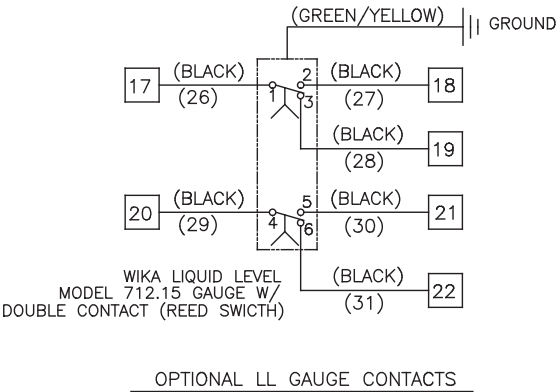 (GREEN/YELLOW)
GROUND
17
(BLACK)
(26)
1
2
3
(BLACK)
(27)
18
(BLACK)
(28)
19
20
(BLACK)
(29)
4
5
6
(BLACK)
(30)
21
(BLACK)
(31)
22
WIKA LIQUID LEVEL
MODEL 712.15 GAUGE W/
DOUBLE CONTACT (REED SWICTH)
OPTIONAL LL GAUGE CONTACTS